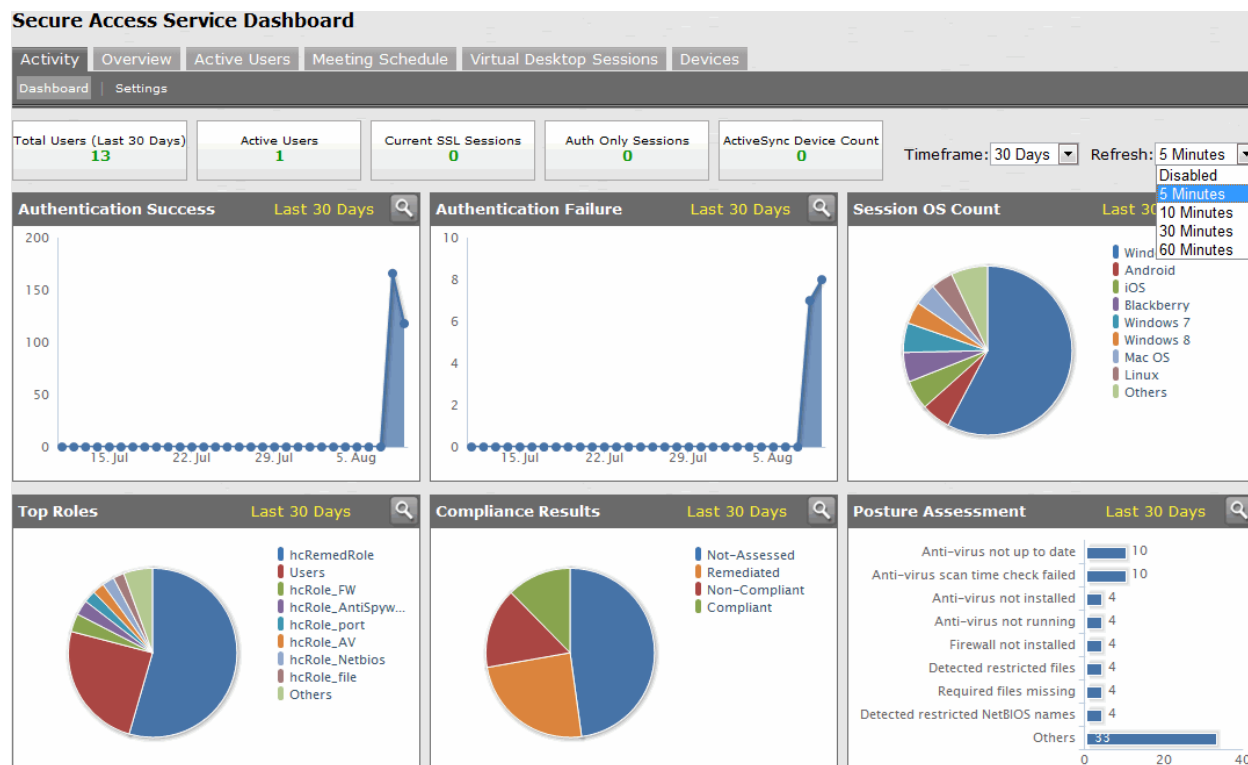 Secure Access Service Dashboard
Activity Overview Active Users Meeting Schedule Virtual Desktop Sessions Devices
Dashboard | Settings
Total Users (Last 30 Days)
13
Active Users
1
Current SSL Sessions
0
Auth Only Sessions
0
ActiveSync Device Count
0
Timeframe: 30 Days Refresh: 5 Minutes
Disabled
5 Minutes
10 Minutes
30 Minutes
60 Minutes
Authentication Success Last 30 Days
200
150
100
50
0
15. Jul 22. Jul 29. Jul 5. Aug
Authentication Failure Last 30 Days
10
8
6
4
2
0
15. Jul 22. Jul 29. Jul 5. Aug
Session OS Count Last 30
Wind
Android
iOS
Blackberry
Windows 7
Windows 8
Mac OS
Linux
Others
Top Roles Last 30 Days
hcRemedRole
Users
hcRole_FW
hcRole_AntiSpyw...
hcRole_port
hcRole_AV
hcRole_Netbios
hcRole_file
Others
Compliance Results Last 30 Days
Not-Assessed
Remediated
Non-Compliant
Compliant
Posture Assessment Last 30 Days
Anti-virus not up to date 10
Anti-virus scan time check failed 10
Anti-virus not installed 4
Anti-virus not running 4
Firewall not installed 4
Detected restricted files 4
Required files missing 4
Detected restricted NetBIOS names 4
Others 33
0 20 40